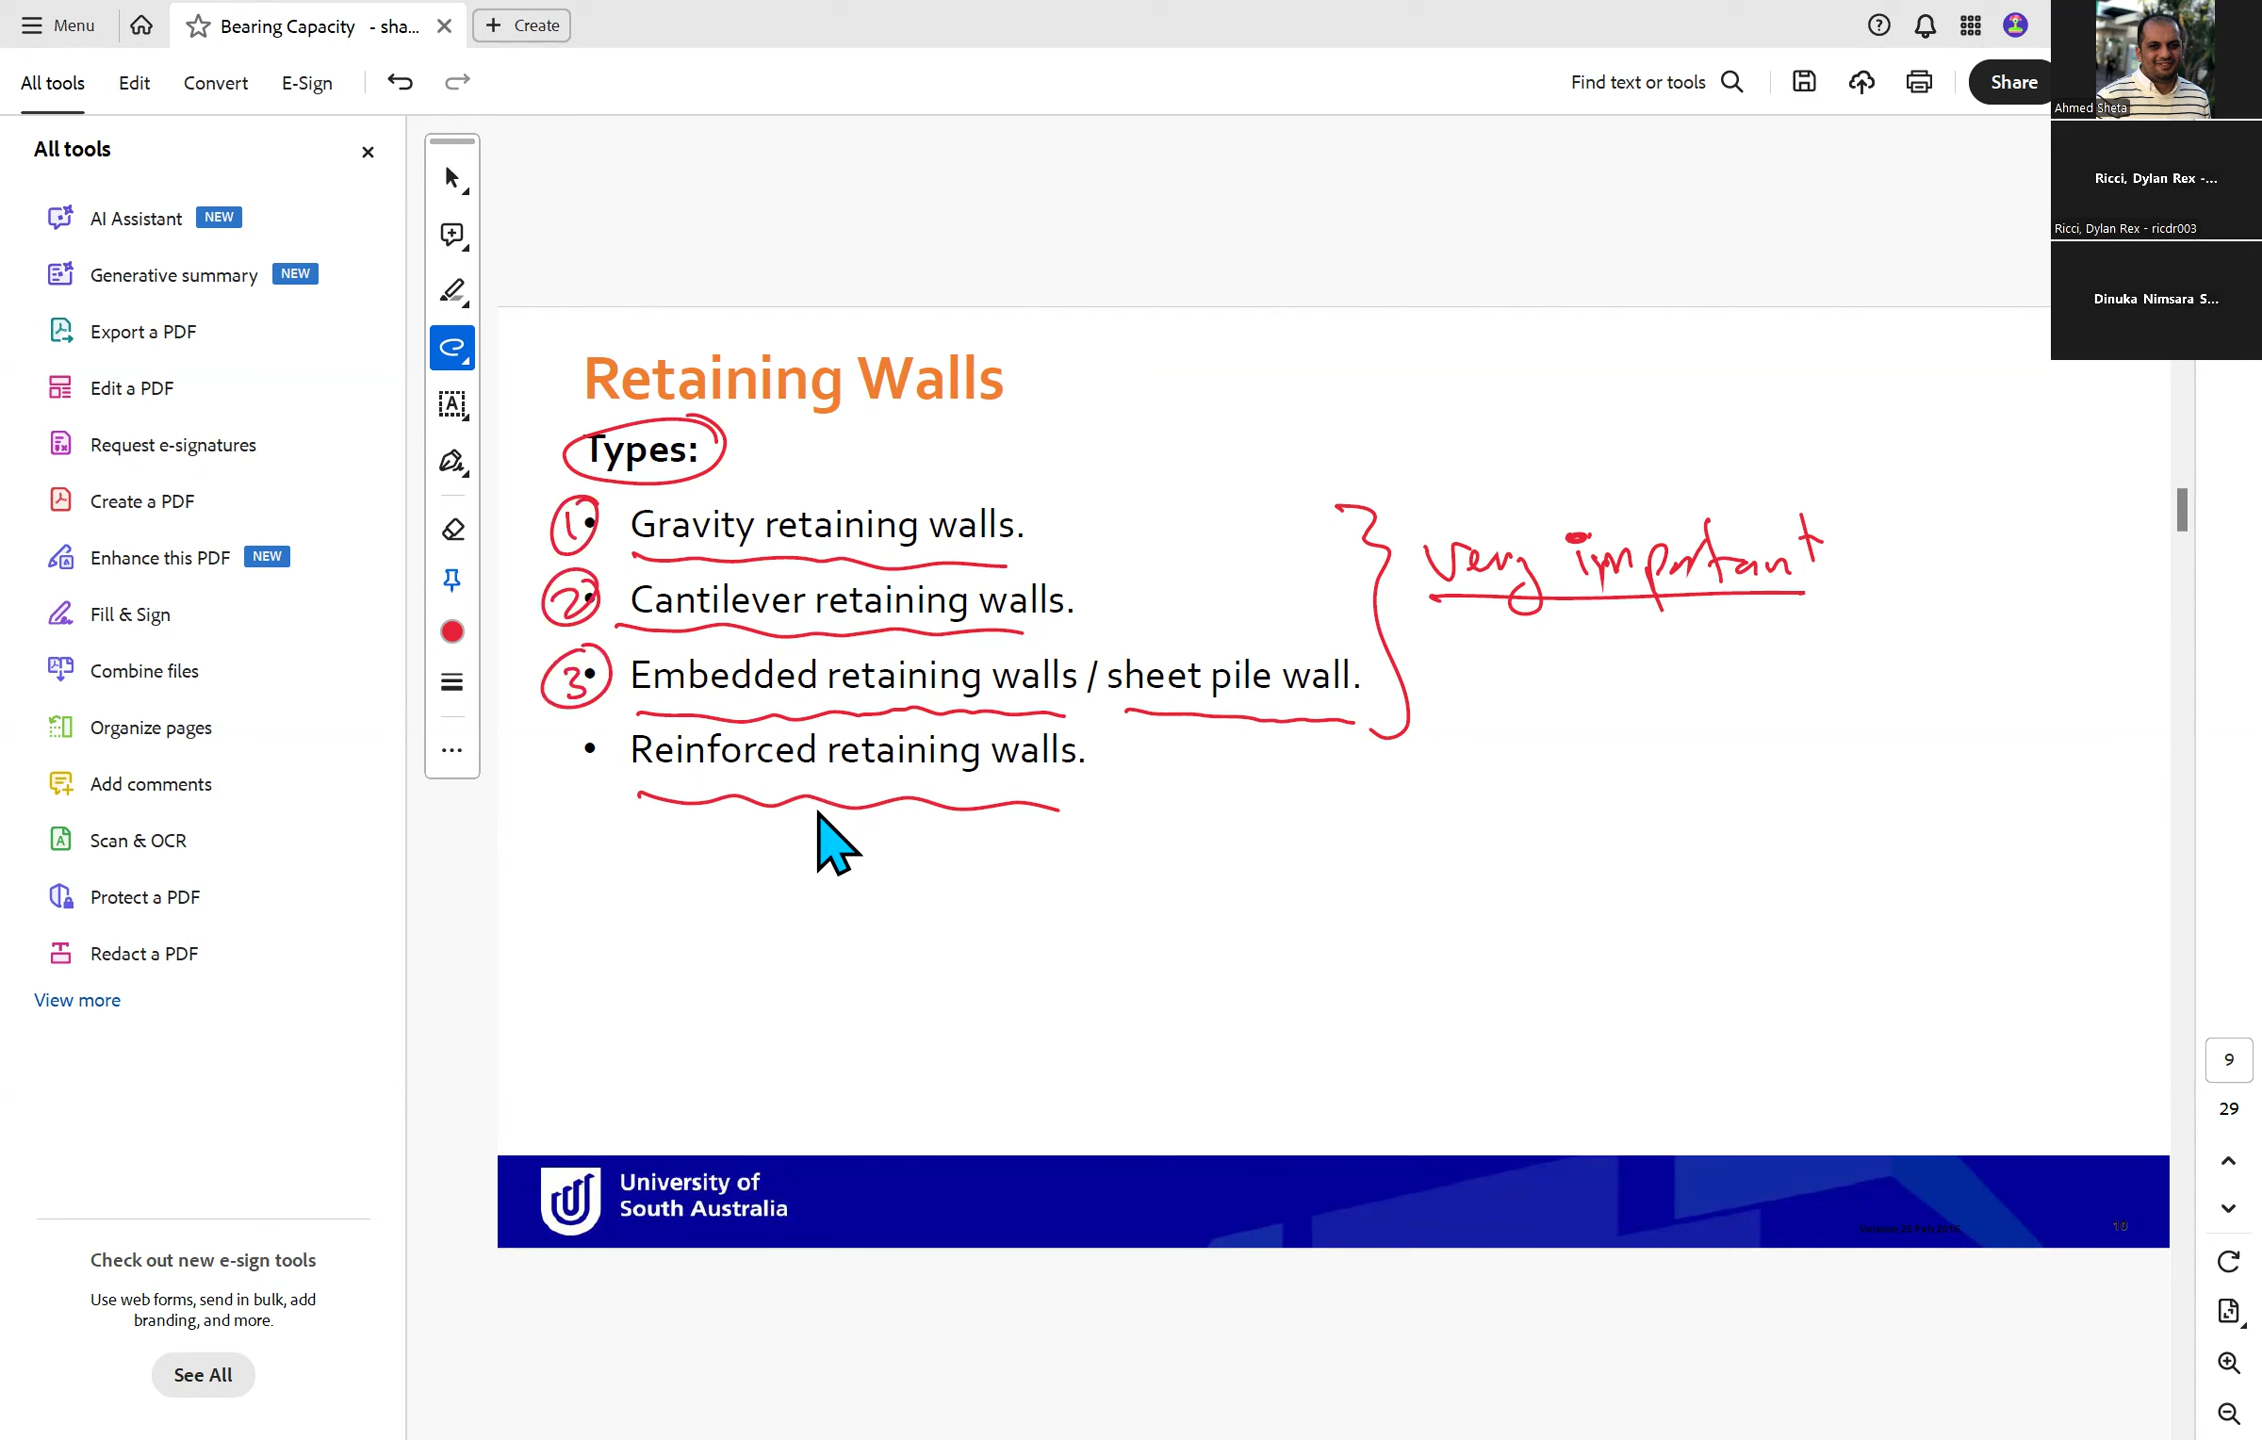 Menu
Bearing Capacity - sha...
Create
All tools
Edit
Convert
E-Sign
Find text or tools
Share
Ahmed Sheta
Ricci, Dylan Rex -...
Ricci, Dylan Rex - ricdr003
Dinuka Nimsara S...
All tools
AI Assistant NEW
Generative summary NEW
Export a PDF
Edit a PDF
Request e-signatures
Create a PDF
Enhance this PDF NEW
Fill & Sign
Combine files
Organize pages
Add comments
Scan & OCR
Protect a PDF
Redact a PDF
View more
Check out new e-sign tools
Use web forms, send in bulk, add
branding, and more.
See All
Retaining Walls
Types:
1 • Gravity retaining walls.
2 • Cantilever retaining walls.
3 • Embedded retaining walls / sheet pile wall.
• Reinforced retaining walls.
very important
University of
South Australia
10
9
29